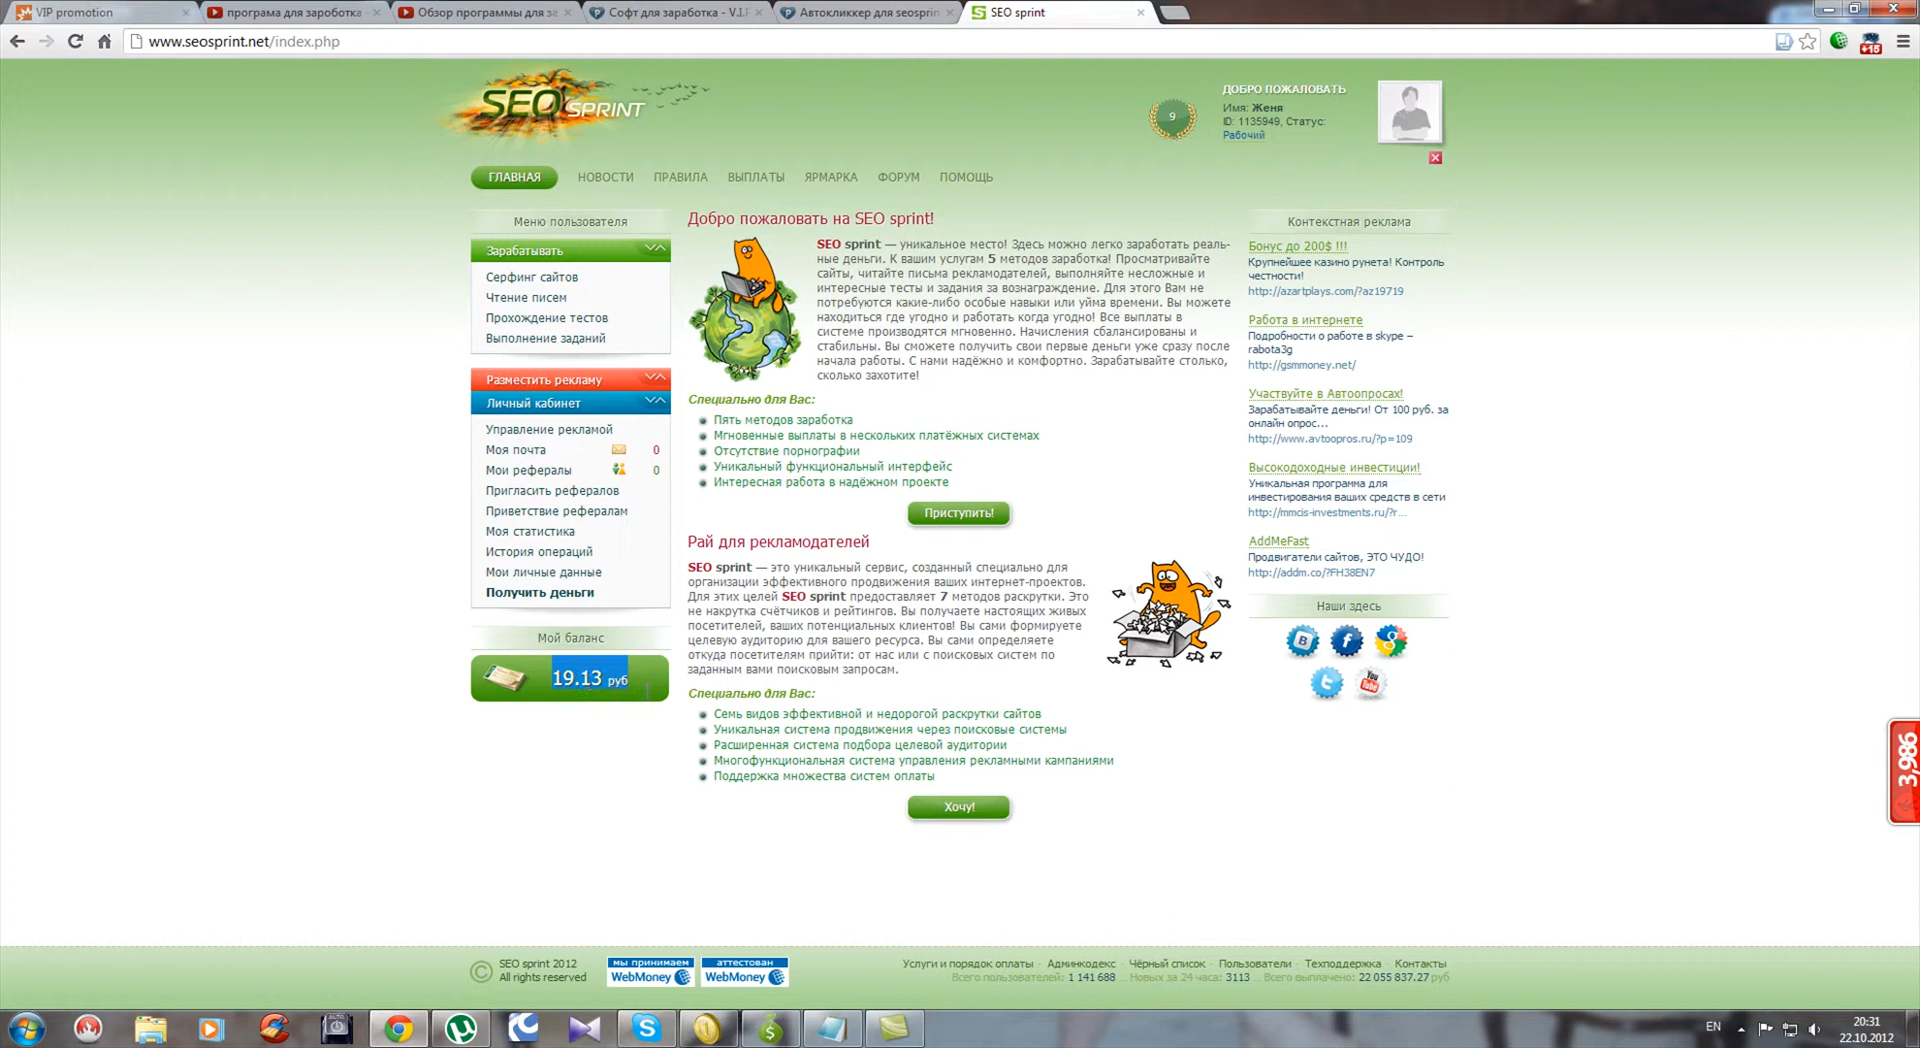 VIP promotion
програма для заработка
Обзор программы для за
Софт для заработка - V.I.
Автокликкер для seosprin
SEO sprint
www.seosprint.net/index.php
+15
SEO SPRINT
9
ДОБРО ПОЖАЛОВАТЬ
Имя: Женя
ID: 1135949, Статус:
Рабочий
ГЛАВНАЯ
НОВОСТИ
ПРАВИЛА
ВЫПЛАТЫ
ЯРМАРКА
ФОРУМ
ПОМОЩЬ
Меню пользователя
Зарабатывать
Серфинг сайтов
Чтение писем
Прохождение тестов
Выполнение заданий
Разместить рекламу
Личный кабинет
Управление рекламой
Моя почта 0
Мои рефералы 0
Пригласить рефералов
Приветствие рефералам
Моя статистика
История операций
Мои личные данные
Получить деньги
Мой баланс
19.13 руб
Добро пожаловать на SEO sprint!
SEO sprint — уникальное место! Здесь можно легко заработать реаль-
ные деньги. К вашим услугам 5 методов заработка! Просматривайте
сайты, читайте письма рекламодателей, выполняйте несложные и
интересные тесты и задания за вознаграждение. Для этого Вам не
потребуются какие-либо особые навыки или уйма времени. Вы можете
находиться где угодно и работать когда угодно! Все выплаты в
системе производятся мгновенно. Начисления сбалансированы и
стабильны. Вы сможете получить свои первые деньги уже сразу после
начала работы. С нами надёжно и комфортно. Зарабатывайте столько,
сколько захотите!
Специально для Вас:
Пять методов заработка
Мгновенные выплаты в нескольких платёжных системах
Отсутствие порнографии
Уникальный функциональный интерфейс
Интересная работа в надёжном проекте
Приступить!
Рай для рекламодателей
SEO sprint — это уникальный сервис, созданный специально для
организации эффективного продвижения ваших интернет-проектов.
Для этих целей SEO sprint предоставляет 7 методов раскрутки. Это
не накрутка счётчиков и рейтингов. Вы получаете настоящих живых
посетителей, ваших потенциальных клиентов! Вы сами формируете
целевую аудиторию для вашего ресурса. Вы сами определяете
откуда посетителям прийти: от нас или с поисковых систем по
заданным вами поисковым запросам.
Специально для Вас:
Семь видов эффективной и недорогой раскрутки сайтов
Уникальная система продвижения через поисковые системы
Расширенная система подбора целевой аудитории
Многофункциональная система управления рекламными кампаниями
Поддержка множества систем оплаты
Хочу!
Контекстная реклама
Бонус до 200$ !!!
Крупнейшее казино рунета! Контроль
честности!
http://azartplays.com/?az19719
Работа в интернете
Подробности о работе в skype –
rabota3g
http://gsmmoney.net/
Участвуйте в Автоопросах!
Зарабатывайте деньги! От 100 руб. за
онлайн опрос...
http://www.avtoopros.ru/?p=109
Высокодоходные инвестиции!
Уникальная программа для
инвестирования ваших средств в сети
http://mmcis-investments.ru/?r...
AddMeFast
Продвигатели сайтов, ЭТО ЧУДО!
http://addm.co/?FH38EN7
Наши здесь
You Tube
3,986
© SEO sprint 2012
All rights reserved
мы принимаем
WebMoney
аттестован
WebMoney
Услуги и порядок оплаты Админкодекс Чёрный список Пользователи Техподдержка Контакты
Всего пользователей: 1 141 688 ... Новых за 24 часа: 3113 ... Всего выплачено: 22 055 837.27 руб
EN
20:31
22.10.2012